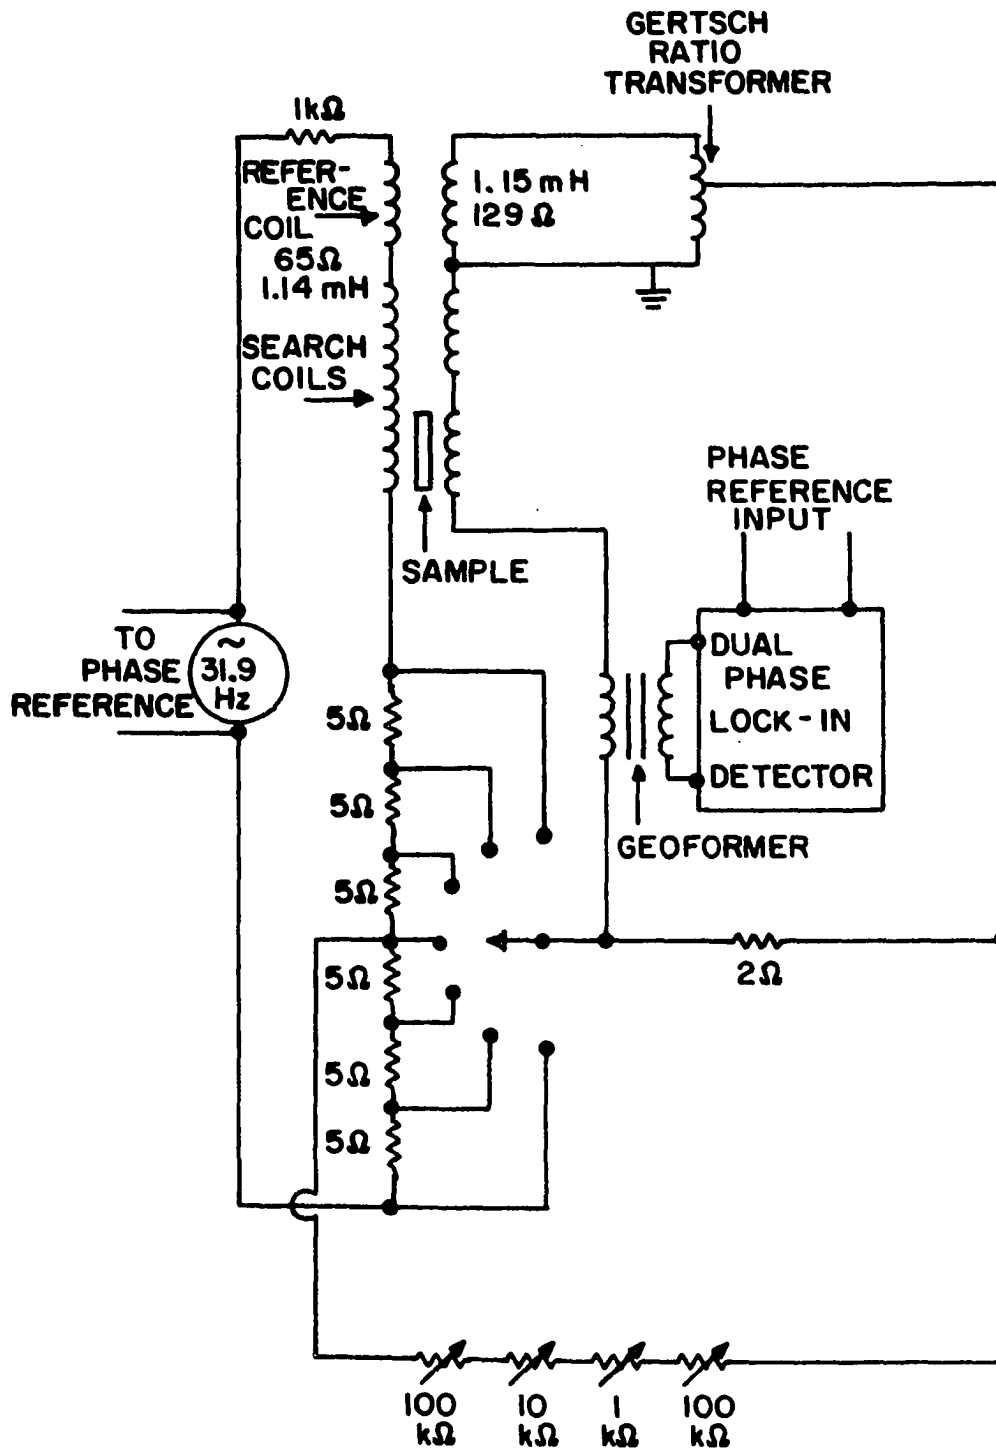 GERTSCH
RATIO
TRANSFORMER
1kΩ
REFER-
ENCE
COIL
65Ω
1.14 mH
1.15 mH
129 Ω
SEARCH
COILS
PHASE
REFERENCE
INPUT
SAMPLE
TO
PHASE
REFERENCE
~
31.9
Hz
DUAL
PHASE
LOCK-IN
DETECTOR
5Ω
5Ω
GEOFORMER
5Ω
2Ω
5Ω
5Ω
5Ω
100
kΩ
10
kΩ
1
kΩ
100
kΩ